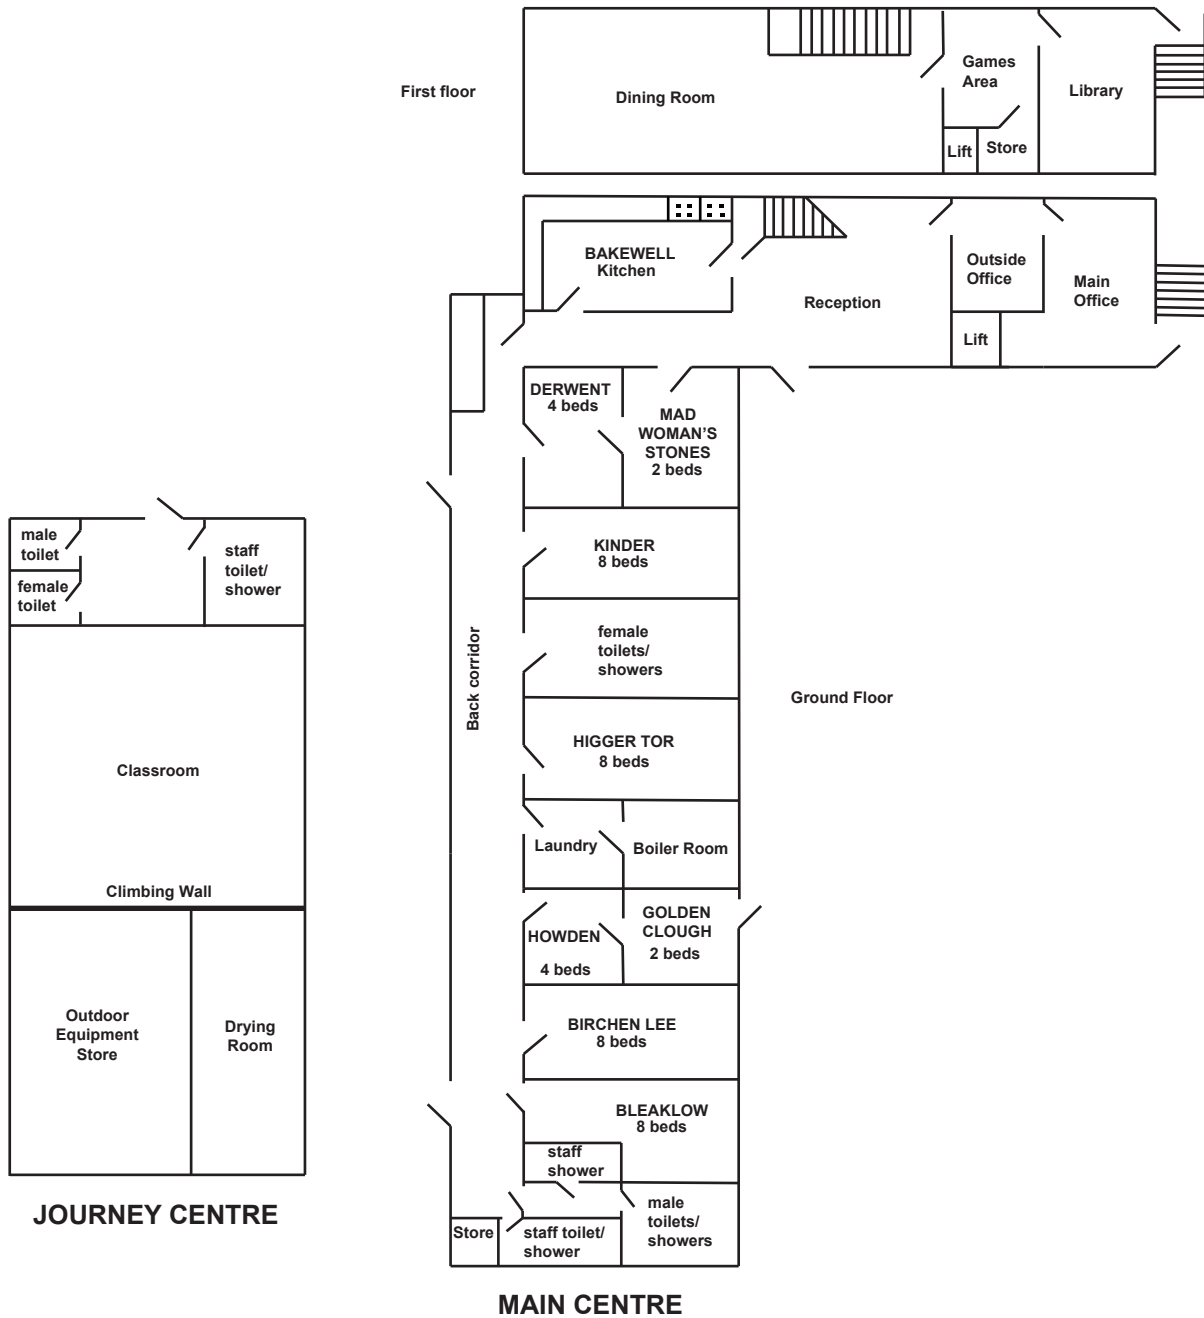 First floor
Dining Room
Games
Area
Library
Lift
Store
BAKEWELL
Kitchen
Reception
Outside
Office
Main
Office
Lift
DERWENT
4 beds
MAD
WOMAN'S
STONES
2 beds
KINDER
8 beds
female
toilets/
showers
Back corridor
Ground Floor
HIGGER TOR
8 beds
Laundry
Boiler Room
GOLDEN
CLOUGH
2 beds
HOWDEN
4 beds
BIRCHEN LEE
8 beds
BLEAKLOW
8 beds
staff
shower
male
toilets/
showers
Store
staff toilet/
shower
MAIN CENTRE
male
toilet
female
toilet
staff
toilet/
shower
Classroom
Climbing Wall
Outdoor
Equipment
Store
Drying
Room
JOURNEY CENTRE